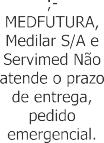 ;-
MEDFUTURA,
Medilar S/A e
Servimed Não
atende o prazo
de entrega,
pedido
emergencial.